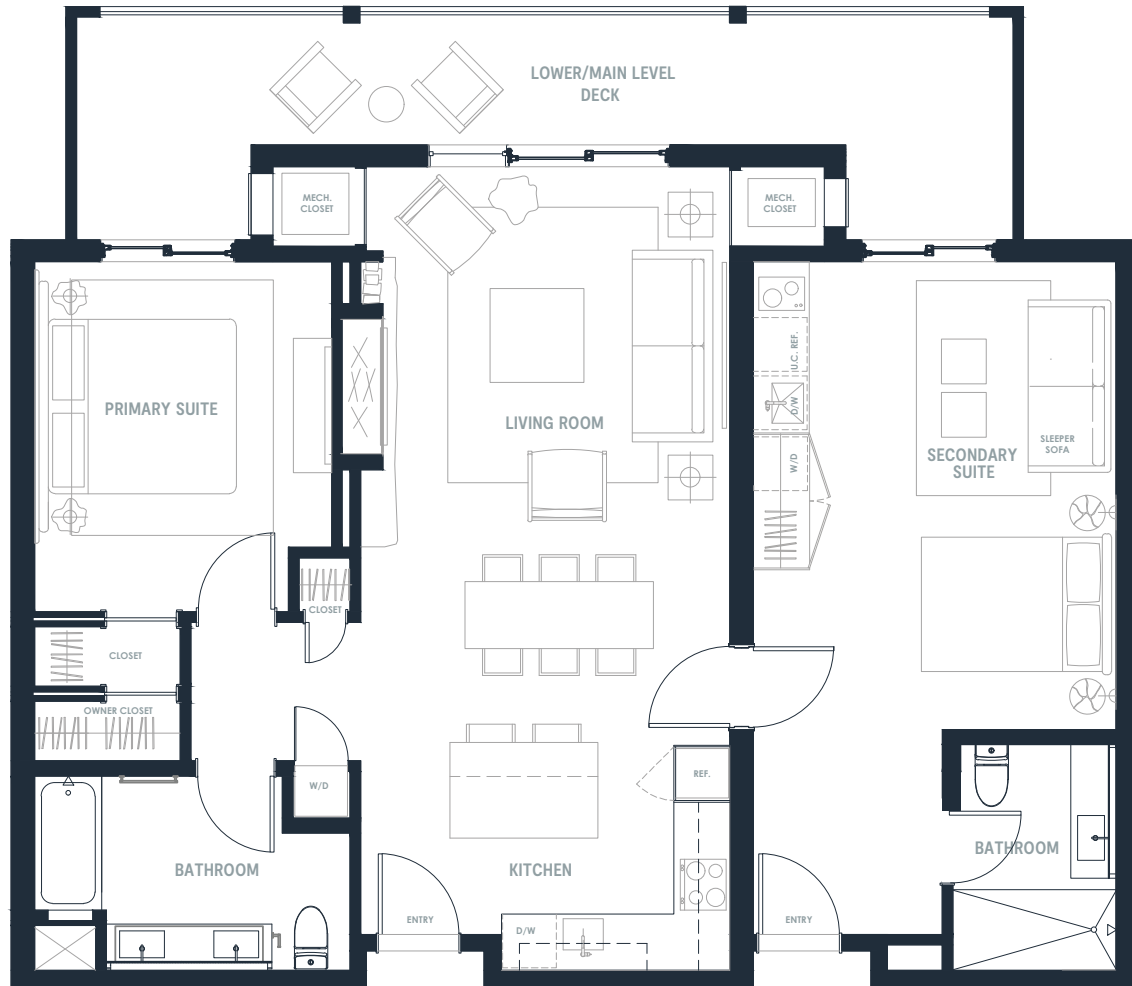 LOWER/MAIN LEVEL
DECK
MECH.
CLOSET
MECH.
CLOSET
PRIMARY SUITE
LIVING ROOM
U.C. REF.
D/W
W/D
SECONDARY
SUITE
SLEEPER
SOFA
CLOSET
CLOSET
OWNER CLOSET
W/D
REF.
BATHROOM
KITCHEN
BATHROOM
ENTRY
D/W
ENTRY